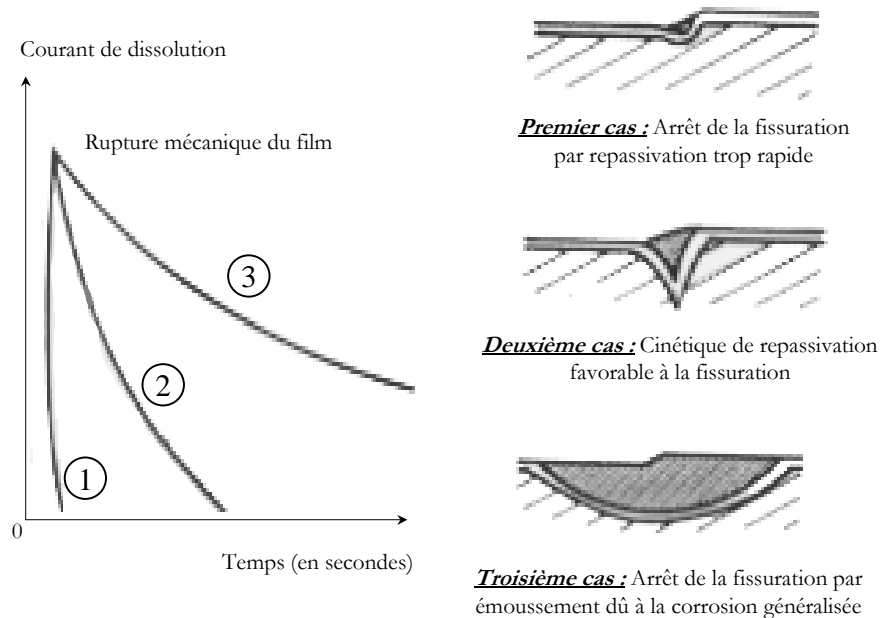 Courant de dissolution
Rupture mécanique du film
3
2
1
0
Temps (en secondes)
Premier cas : Arrêt de la fissuration
par repassivation trop rapide
Deuxième cas : Cinétique de repassivation
favorable à la fissuration
Troisième cas : Arrêt de la fissuration par
émoussement dû à la corrosion généralisée